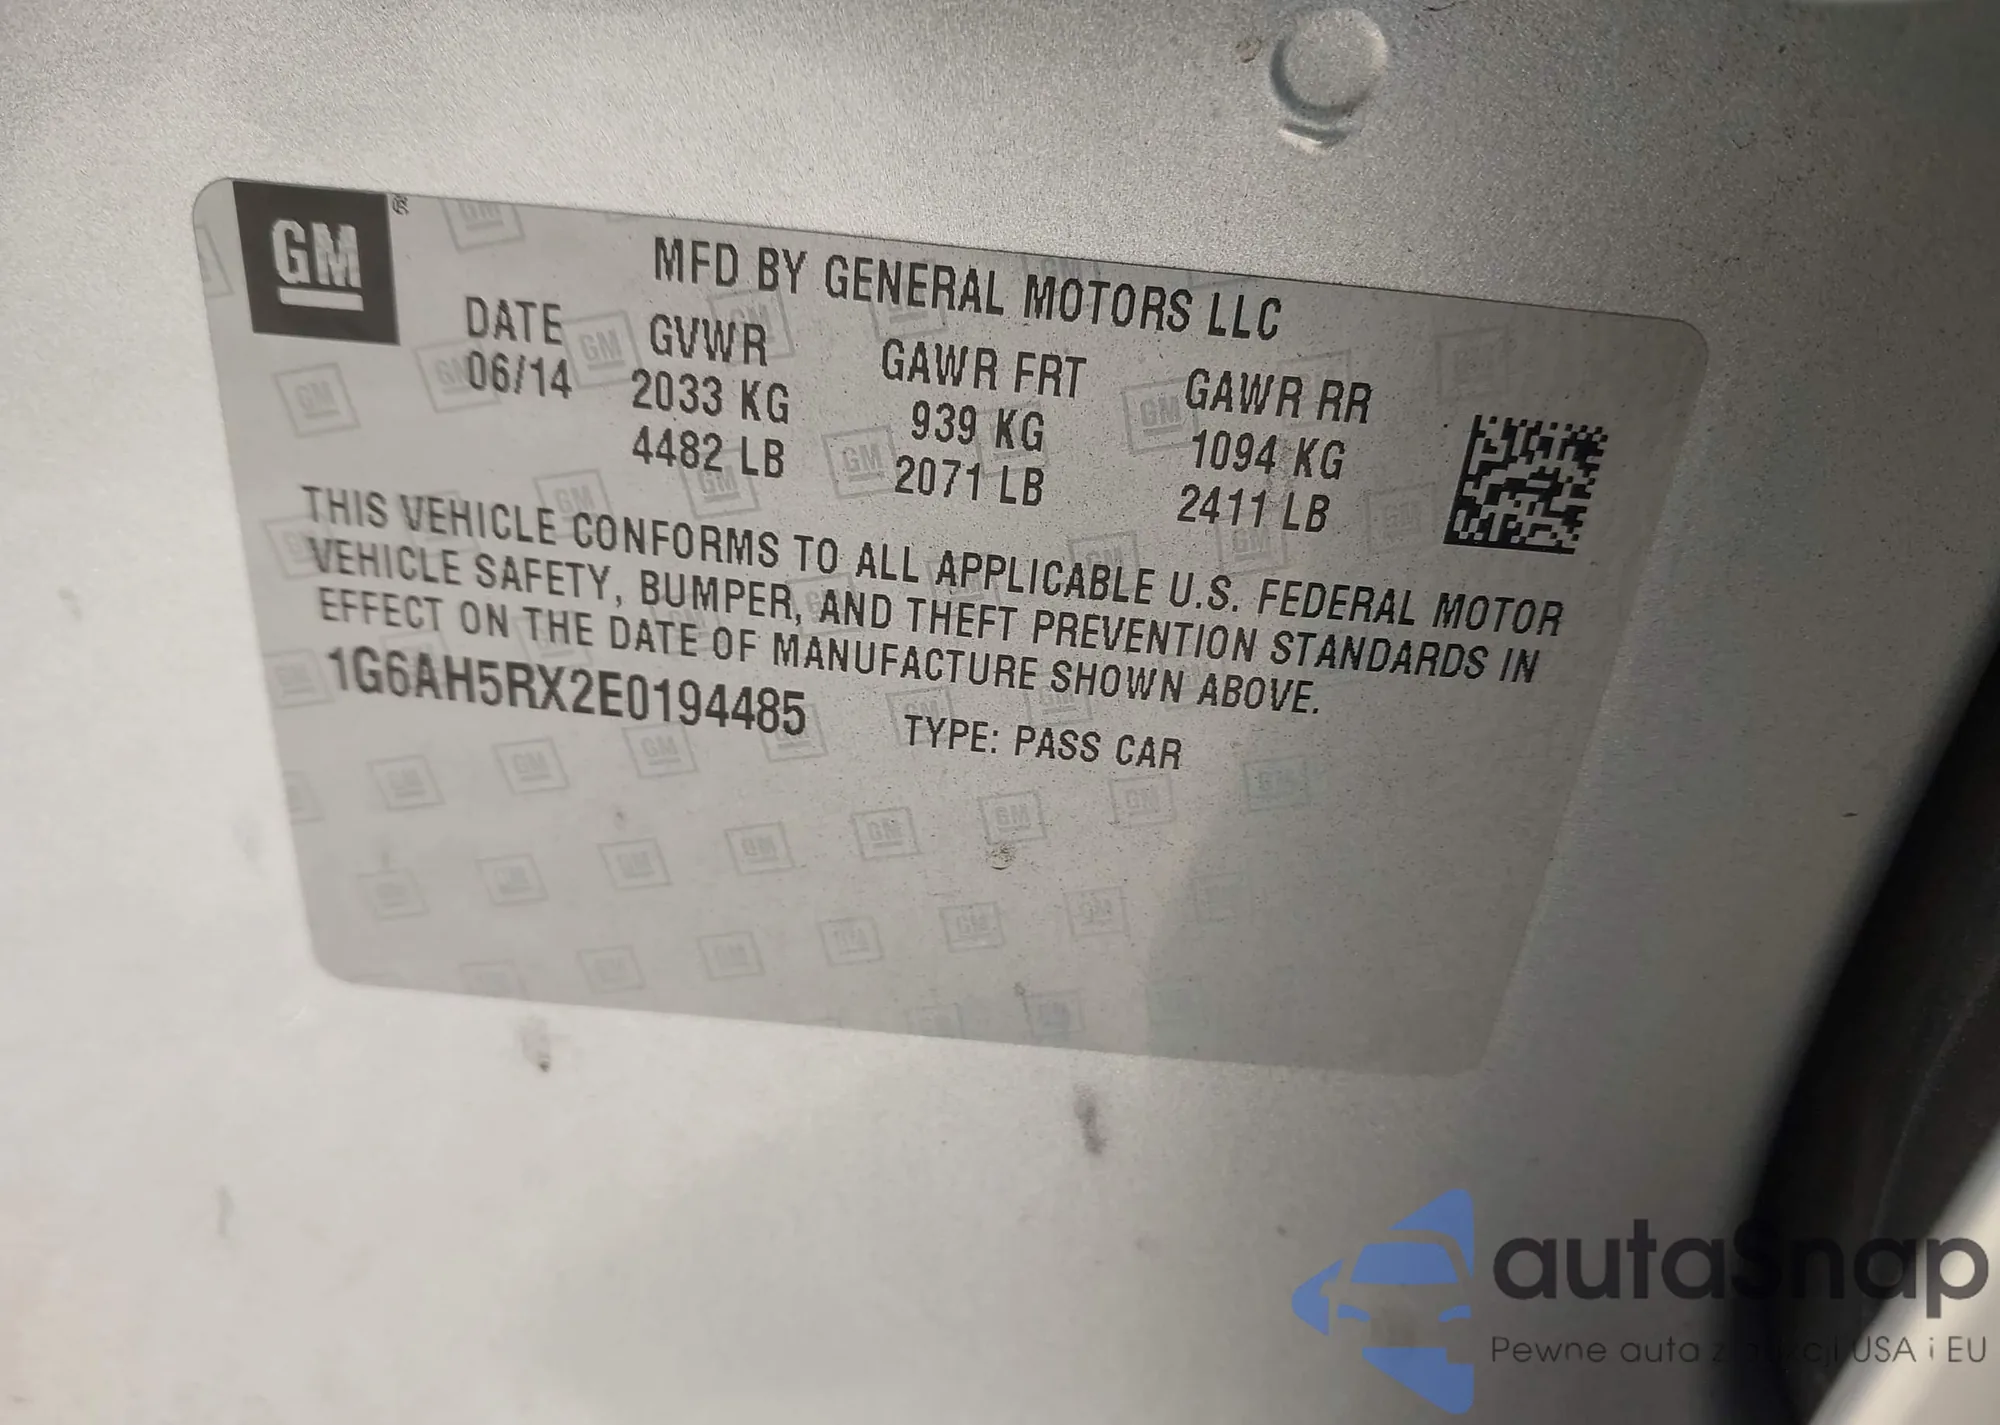 GM
MFD BY GENERAL MOTORS LLC
DATE GVWR GAWR FRT GAWR RR
06/14 2033 KG 939 KG 1094 KG
4482 LB 2071 LB 2411 LB
THIS VEHICLE CONFORMS TO ALL APPLICABLE U.S. FEDERAL MOTOR
VEHICLE SAFETY, BUMPER, AND THEFT PREVENTION STANDARDS IN
EFFECT ON THE DATE OF MANUFACTURE SHOWN ABOVE.
1G6AH5RX2E0194485 TYPE: PASS CAR
autaSnap
Pewne auta z aukcji USA i EU